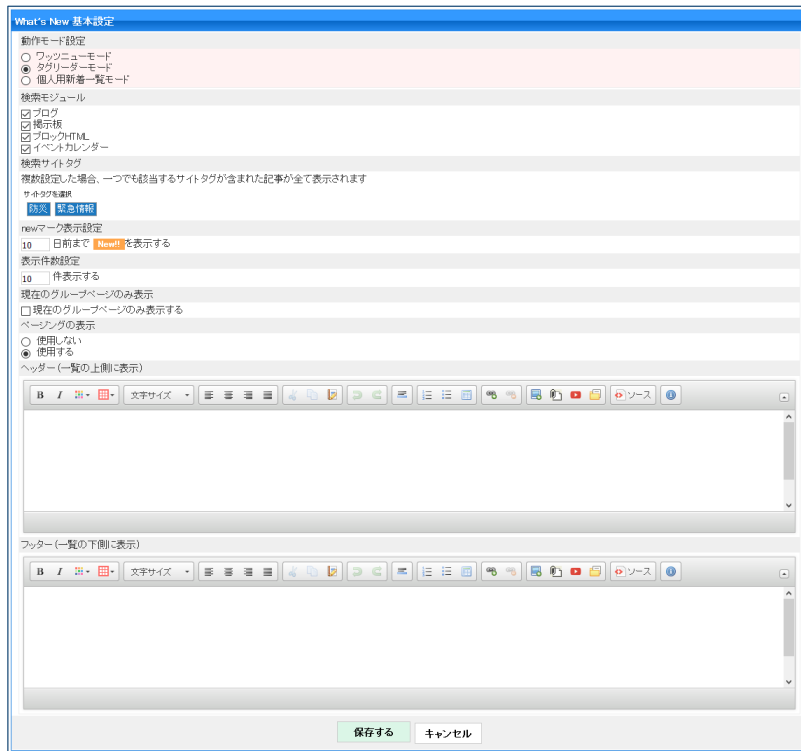 What's New 基本設定
動作モード設定
ワッツニューモード
タグリーダーモード
個人用新着一覧モード
検索モジュール
ブログ
掲示板
ブロックHTML
イベントカレンダー
検索サイトタグ
複数設定した場合、一つでも該当するサイトタグが含まれた記事が全て表示されます
サイトタグを選択
防災 緊急情報
newマーク表示設定
10 日前まで New!! を表示する
表示件数設定
10 件表示する
現在のグループページのみ表示
現在のグループページのみ表示する
ページングの表示
使用しない
使用する
ヘッダー(一覧の上側に表示)
B I 文字サイズ ソース
フッター(一覧の下側に表示)
B I 文字サイズ ソース
保存する キャンセル